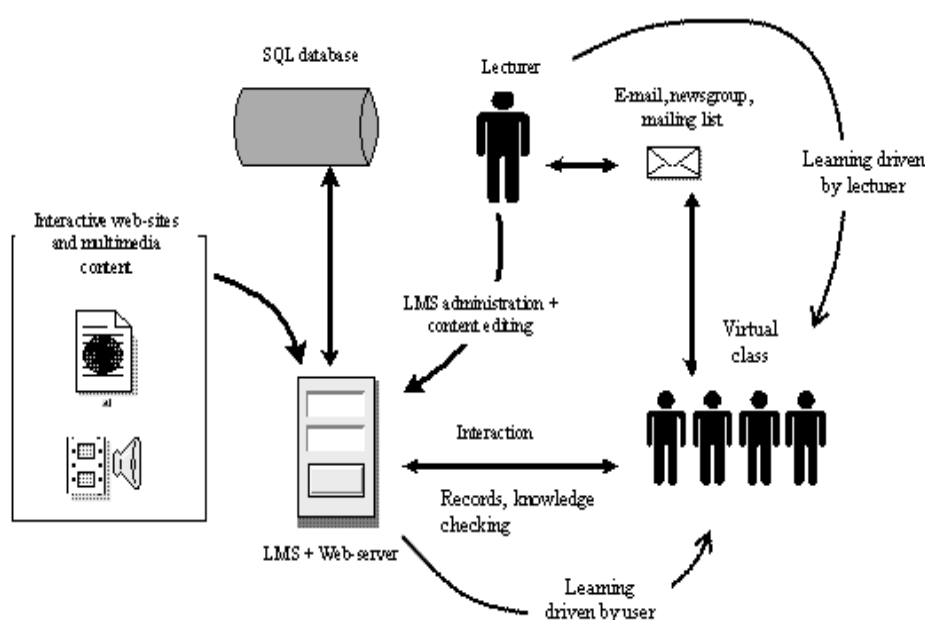 SQL database
Lecturer
E-mail, newsgroup,
mailing list
Learning driven
by lecturer
Interactive web-sites
and multimedia
content
LMS administration +
content editing
Virtual
class
Interaction
Records, knowledge
checking
LMS + Web-server
Learning
driven by user